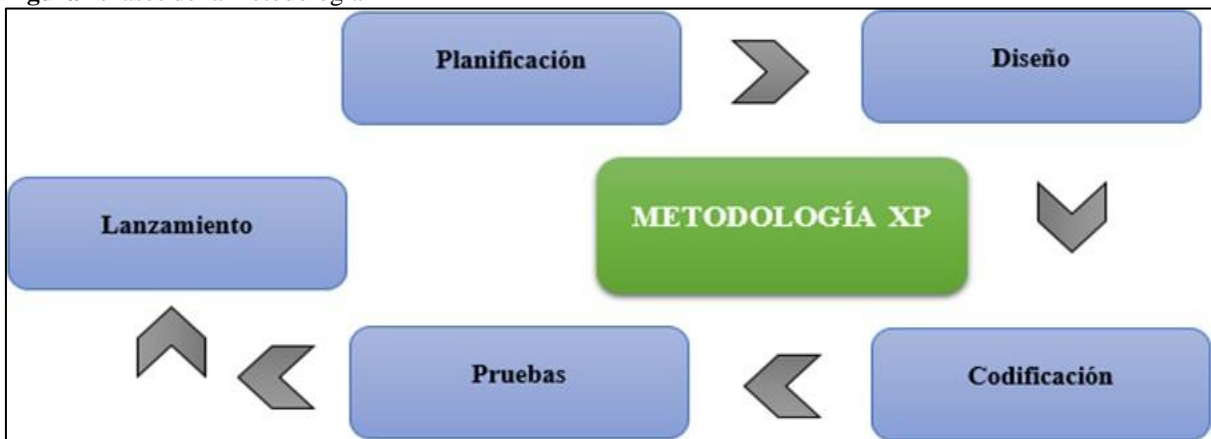 Planificación
Diseño
METODOLOGÍA XP
Lanzamiento
Pruebas
Codificación